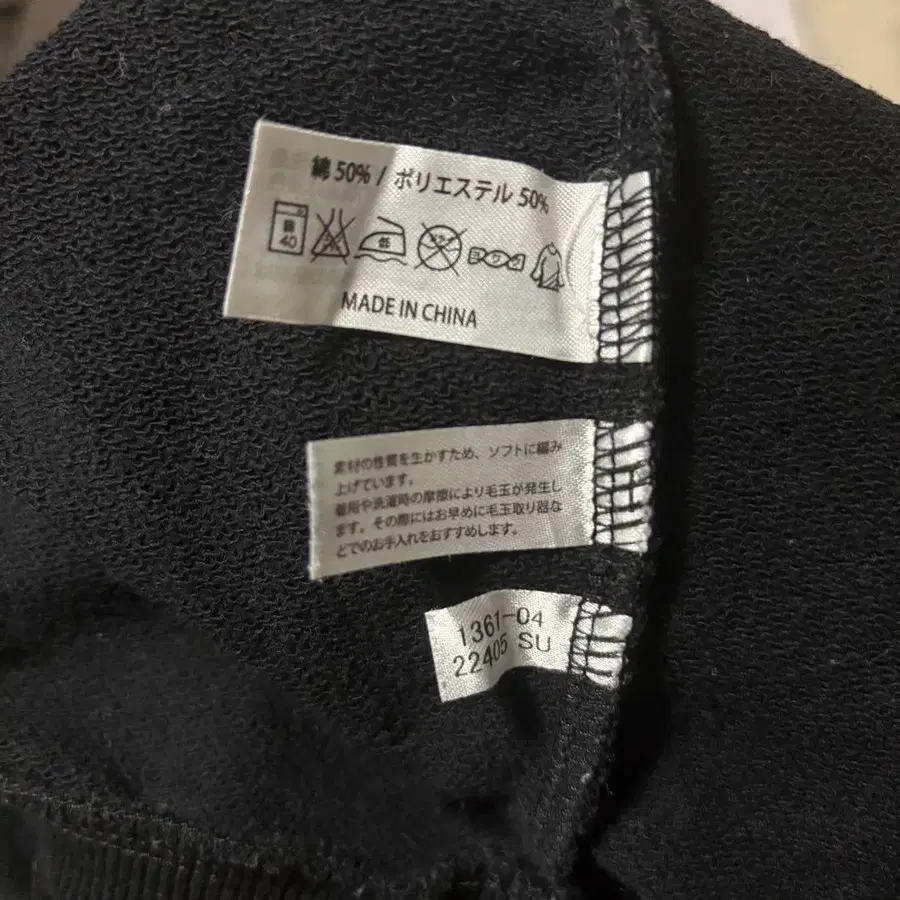 綿 50% / ポリエステル 50%
綿
40
低
MADE IN CHINA
素材の性質を生かすため、ソフトに編み
上げています。
着用や洗濯時の摩擦により毛玉が発生し
ます。その際にはお早めに毛玉取り器な
どでのお手入れをおすすめします。
1361-04
22405 SU